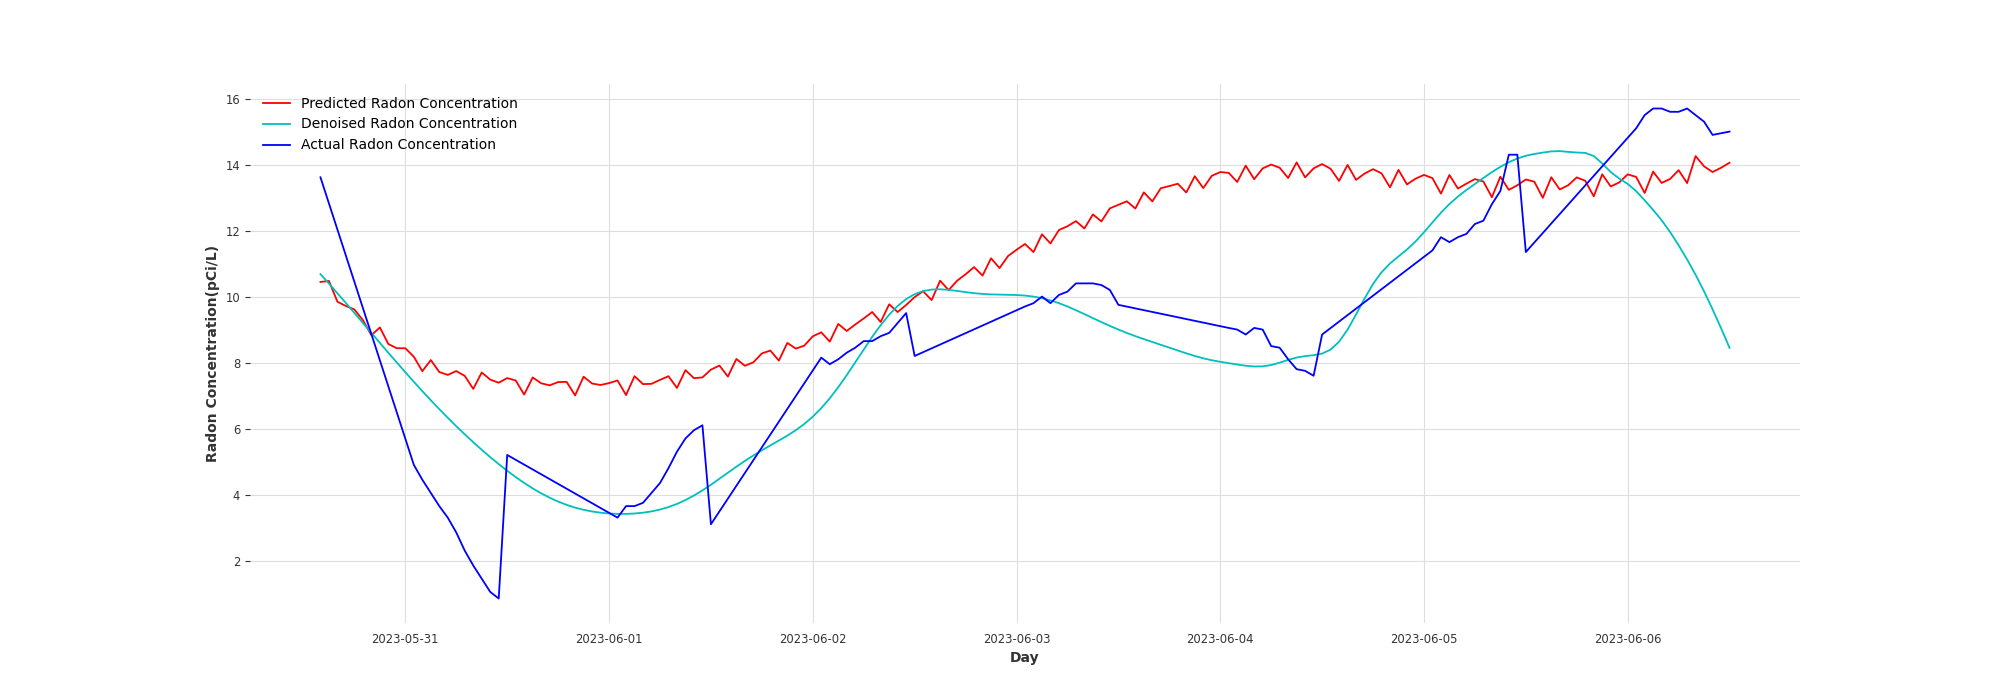 Predicted Radon Concentration
Denoised Radon Concentration
Actual Radon Concentration
Radon Concentration(pCi/L)
16
14
12
10
8
6
4
2
2023-05-31 2023-06-01 2023-06-02 2023-06-03 2023-06-04 2023-06-05 2023-06-06
Day